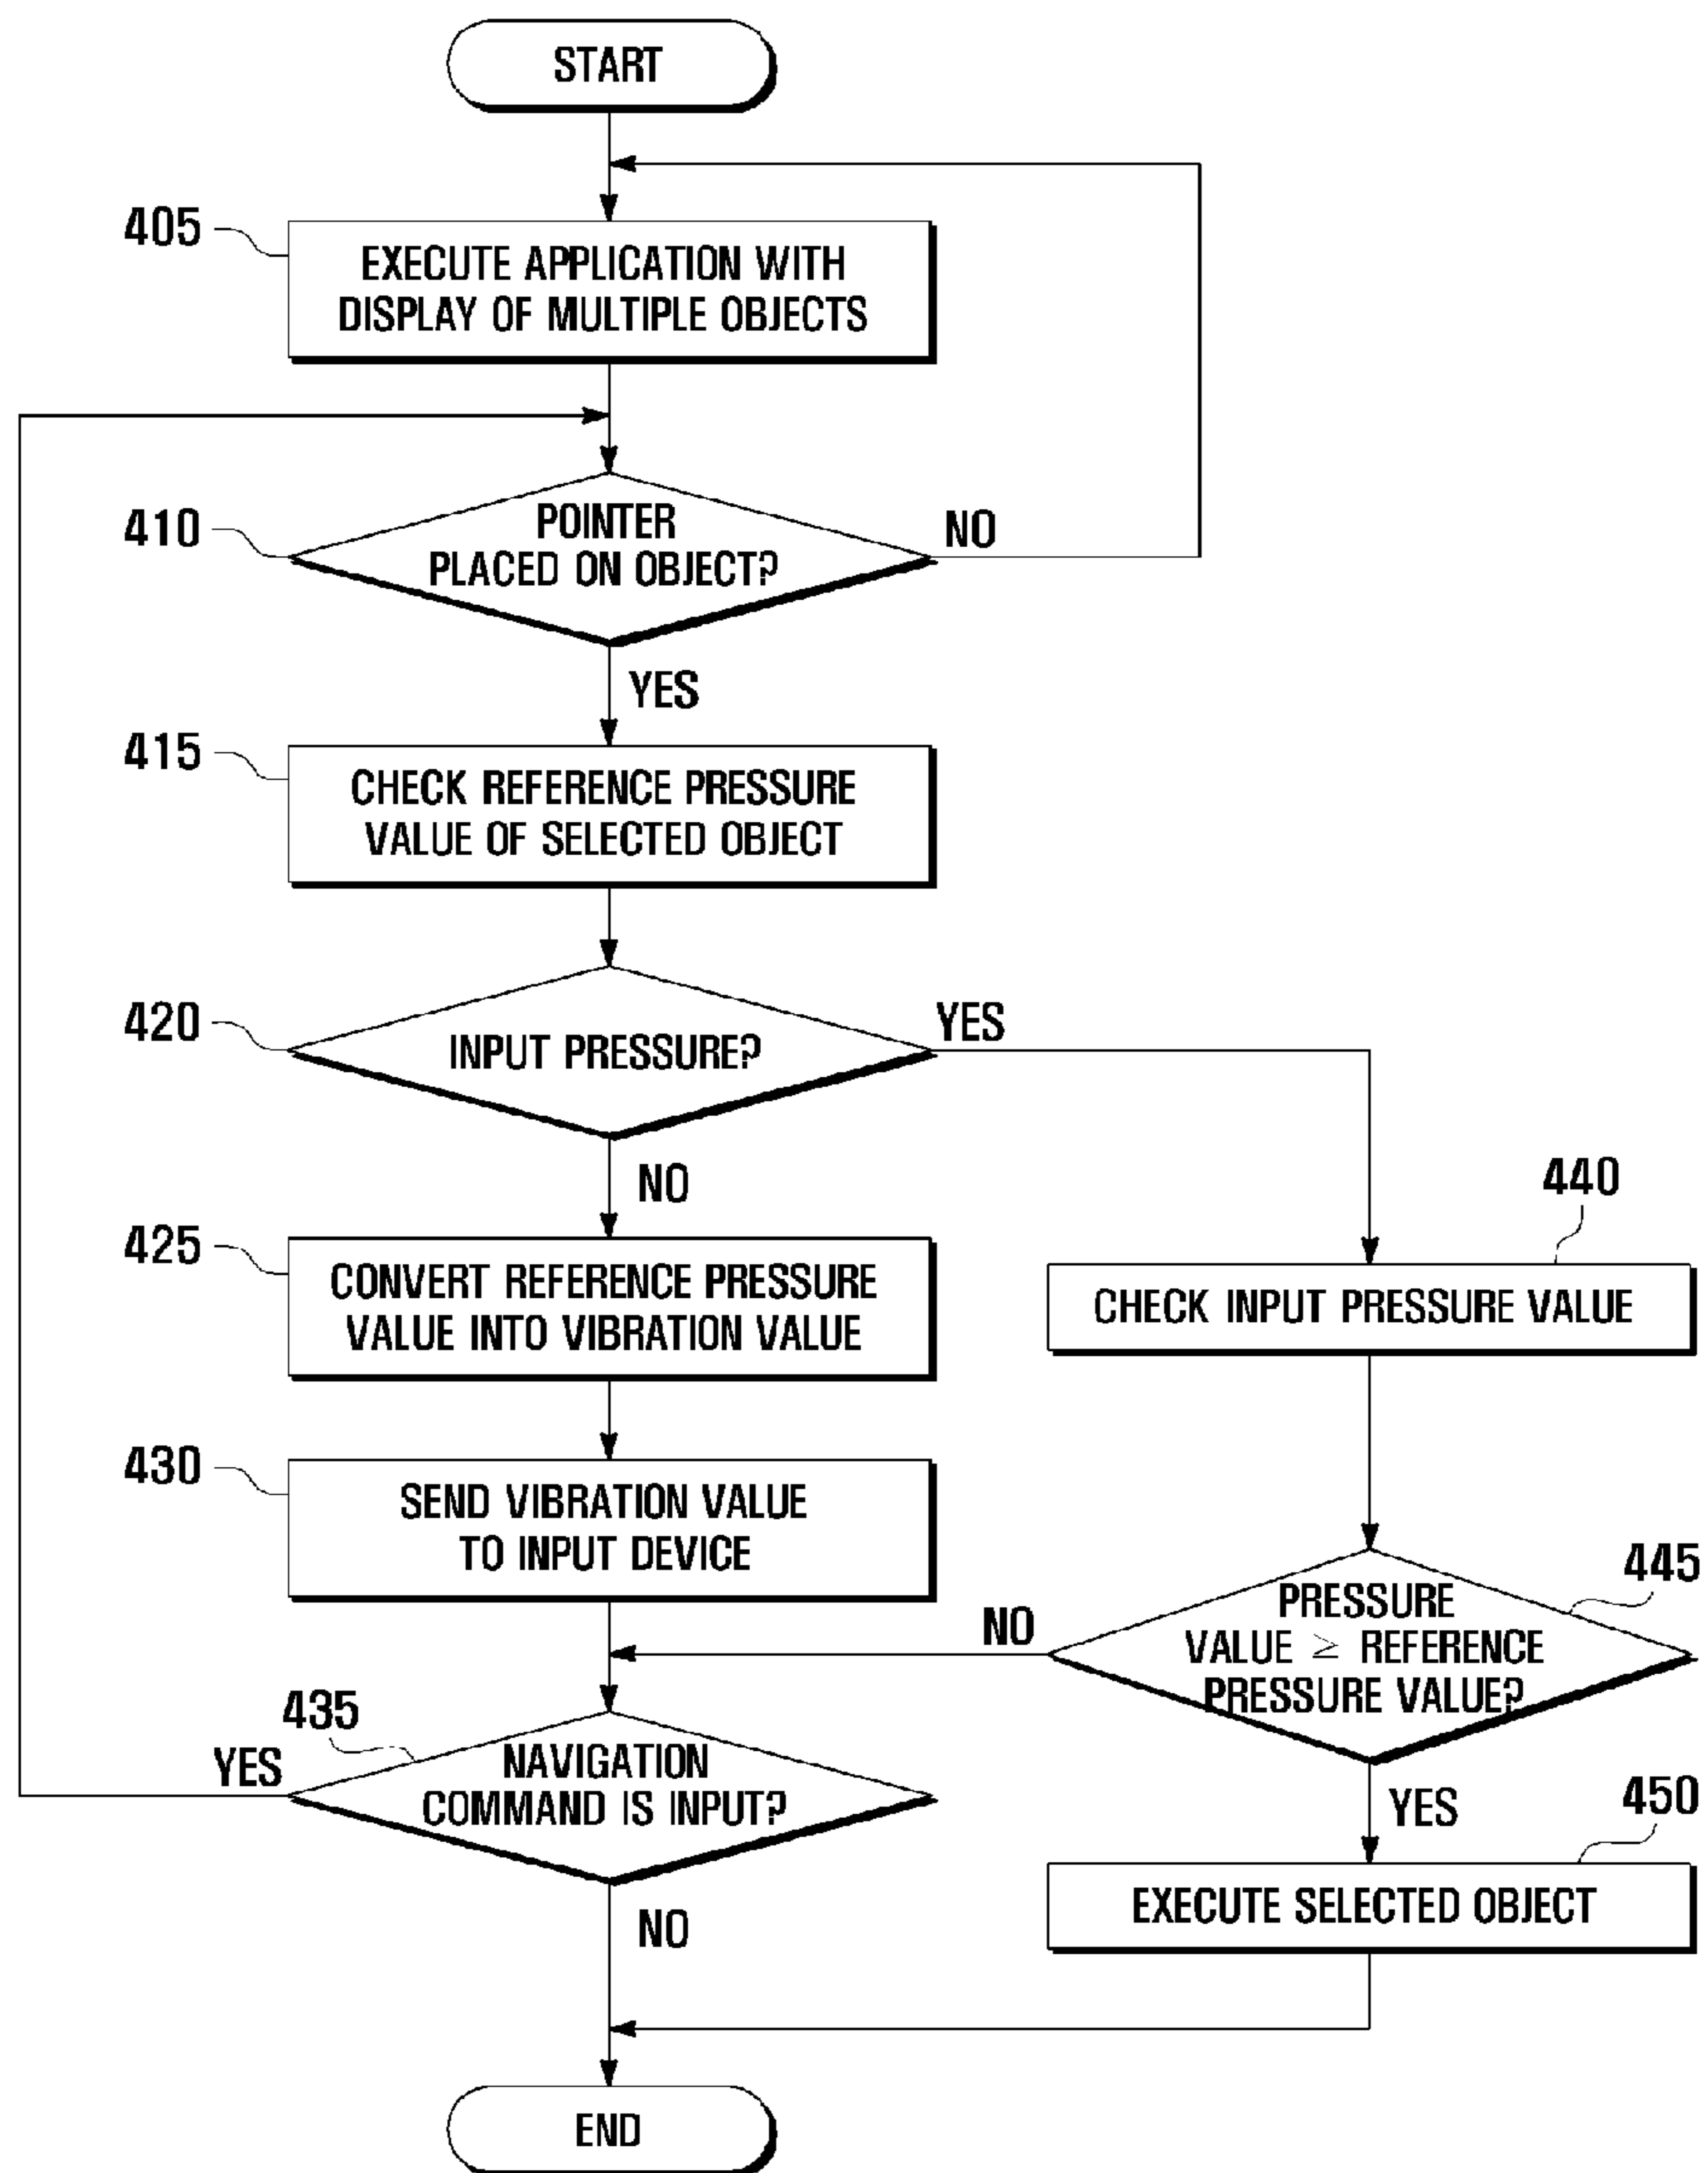 START
405
EXECUTE APPLICATION WITH
DISPLAY OF MULTIPLE OBJECTS
410
POINTER
PLACED ON OBJECT?
NO
YES
415
CHECK REFERENCE PRESSURE
VALUE OF SELECTED OBJECT
420
INPUT PRESSURE?
YES
NO
425
CONVERT REFERENCE PRESSURE
VALUE INTO VIBRATION VALUE
440
CHECK INPUT PRESSURE VALUE
430
SEND VIBRATION VALUE
TO INPUT DEVICE
445
PRESSURE
VALUE ≥ REFERENCE
PRESSURE VALUE?
NO
435
NAVIGATION
COMMAND IS INPUT?
YES
NO
YES
450
EXECUTE SELECTED OBJECT
END